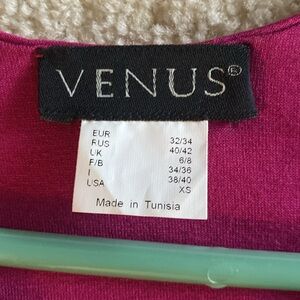 VENUS®
EUR 32/34
RUS 40/42
UK 6/8
F/B 34/36
I 38/40
USA XS
Made in Tunisia